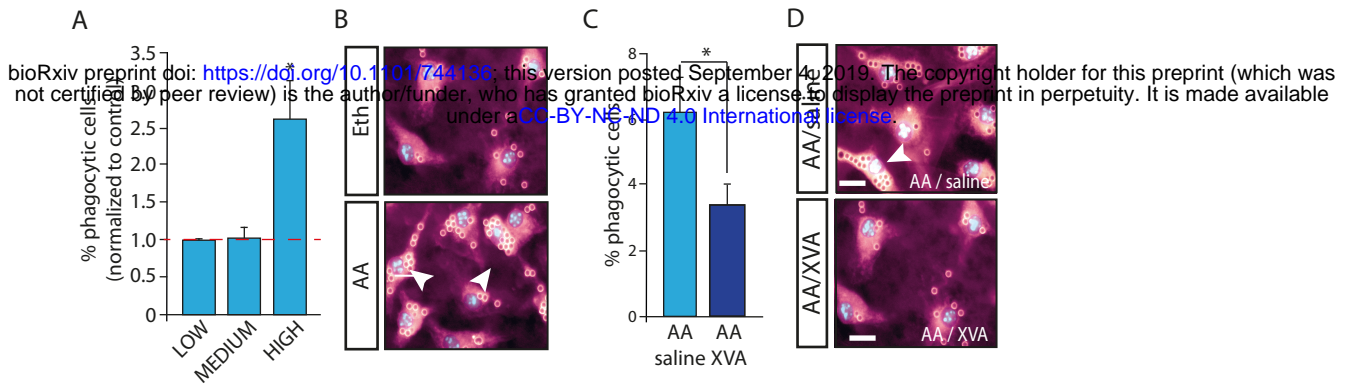 A
B
C
D
bioRxiv preprint doi: https://doi.org/10.1101/744136; this version posted September 4, 2019. The copyright holder for this preprint (which was
not certified by peer review) is the author/funder, who has granted bioRxiv a license to display the preprint in perpetuity. It is made available
under aCC-BY-NC-ND 4.0 International license.
% phagocytic cells
(normalized to control)
3.5
3.0
2.5
2.0
1.5
1.0
0.5
0
*
LOW
MEDIUM
HIGH
Eth
AA
% phagocytic cells
8
6
4
2
0
*
AA AA
saline XVA
AA/saline
AA / saline
AA/XVA
AA / XVA